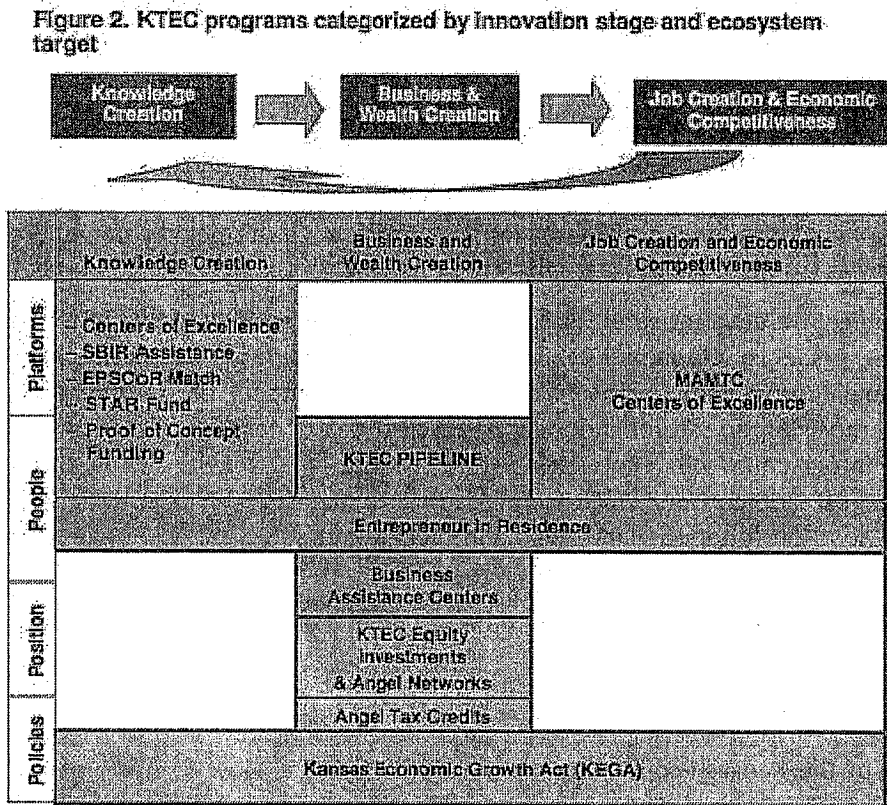 Figure 2. KTEC programs categorized by innovation stage and ecosystem
target
Knowledge
Creation
Business &
Wealth Creation
Job Creation & Economic
Competitiveness
Knowledge Creation
Business and
Wealth Creation
Job Creation and Economic
Competitiveness
Platforms
– Centers of Excellence
– SBIR Assistance
– EPSCoR Match
– STAR Fund
– Proof of Concept
Funding
MAMTC
Centers of Excellence
People
KTEC PIPELINE
Entrepreneur in Residence
Position
Business
Assistance Centers
KTEC Equity
Investments
& Angel Networks
Angel Tax Credits
Policies
Kansas Economic Growth Act (KEGA)